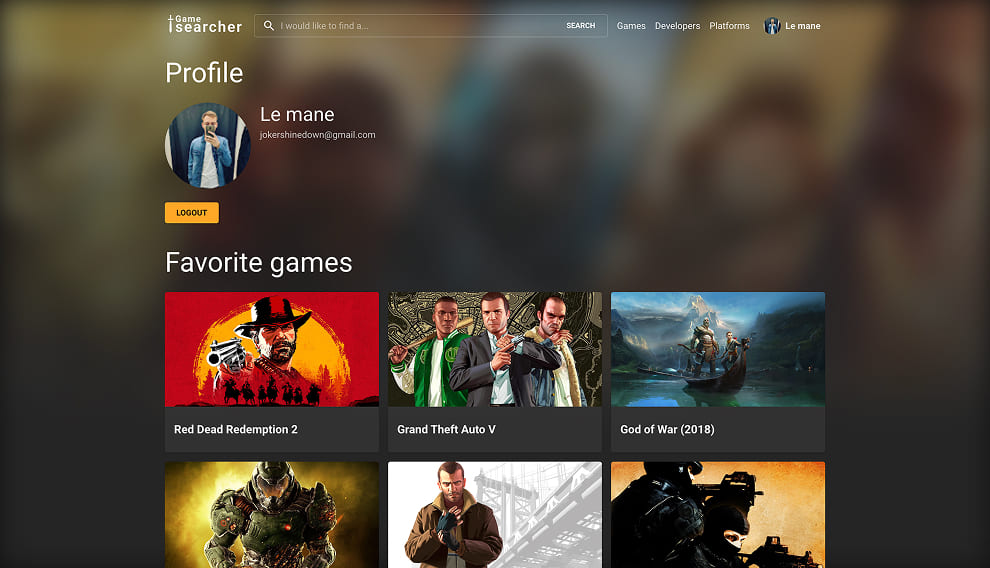 Game
searcher
I would like to find a...
SEARCH
Games
Developers
Platforms
Le mane
Profile
Le mane
jokershinedown@gmail.com
LOGOUT
Favorite games
Red Dead Redemption 2
Grand Theft Auto V
God of War (2018)